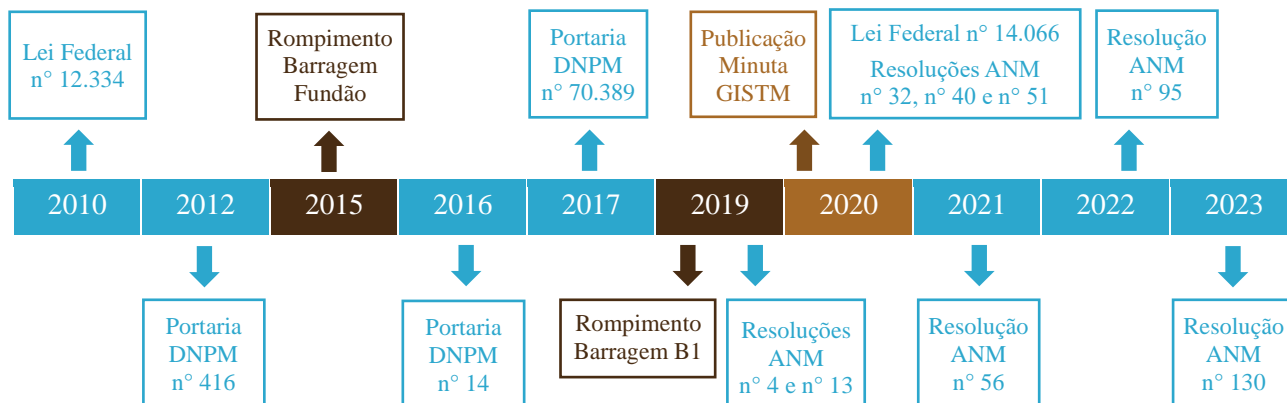 Lei Federal
n° 12.334
Rompimento
Barragem
Fundão
Portaria
DNPM
n° 70.389
Publicação
Minuta
GISTM
Lei Federal n° 14.066
Resoluções ANM
n° 32, n° 40 e n° 51
Resolução
ANM
n° 95
2010
2012
2015
2016
2017
2019
2020
2021
2022
2023
Portaria
DNPM
n° 416
Portaria
DNPM
n° 14
Rompimento
Barragem B1
Resoluções
ANM
n° 4 e n° 13
Resolução
ANM
n° 56
Resolução
ANM
n° 130